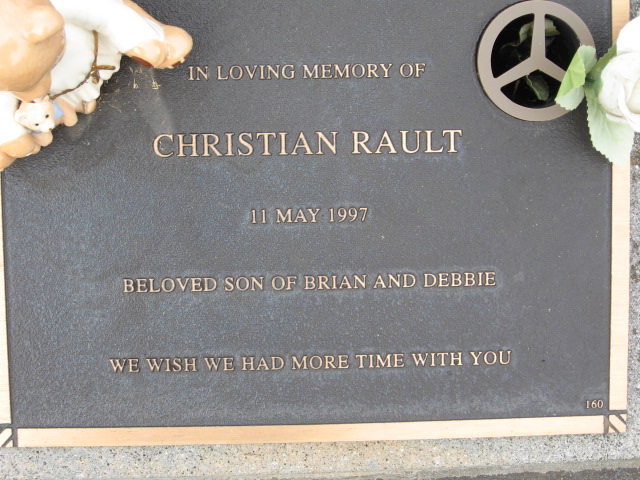 IN LOVING MEMORY OF
CHRISTIAN RAULT
11 MAY 1997
BELOVED SON OF BRIAN AND DEBBIE
WE WISH WE HAD MORE TIME WITH YOU
160